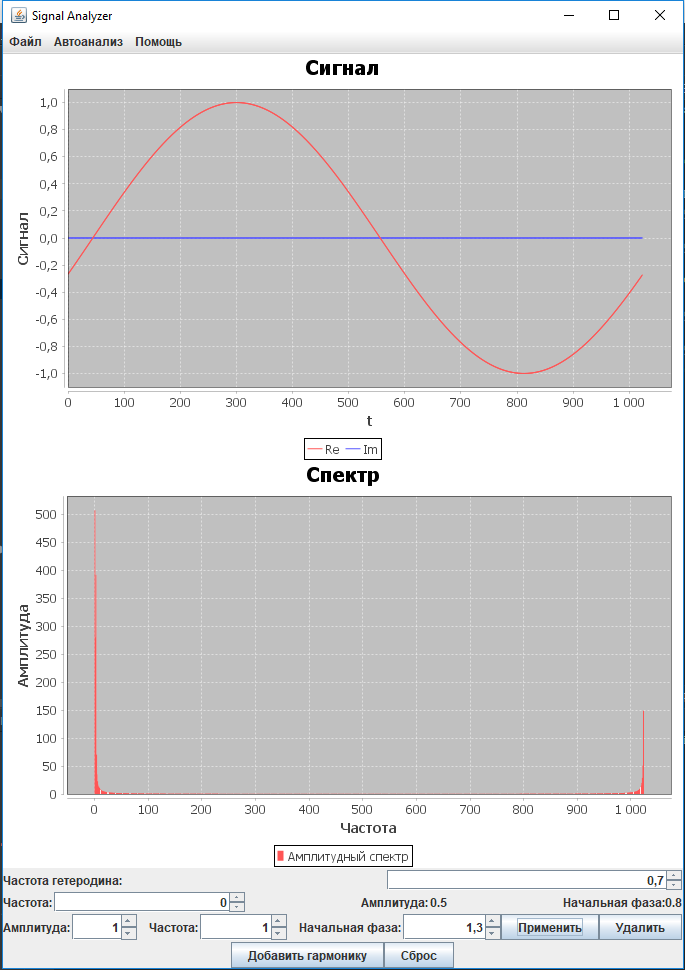 Signal Analyzer
Файл Автоанализ Помощь
Сигнал
1,0
0,8
0,6
0,4
0,2
0,0
-0,2
-0,4
-0,6
-0,8
-1,0
Сигнал
0 100 200 300 400 500 600 700 800 900 1 000
t
Re Im
Спектр
500
450
400
350
300
250
200
150
100
50
0
Амплитуда
0 100 200 300 400 500 600 700 800 900 1 000
Частота
Амплитудный спектр
Частота гетеродина: 0,7
Частота: 0 Амплитуда: 0.5 Начальная фаза:0.8
Амплитуда: 1 Частота: 1 Начальная фаза: 1,3 Применить Удалить
Добавить гармонику Сброс